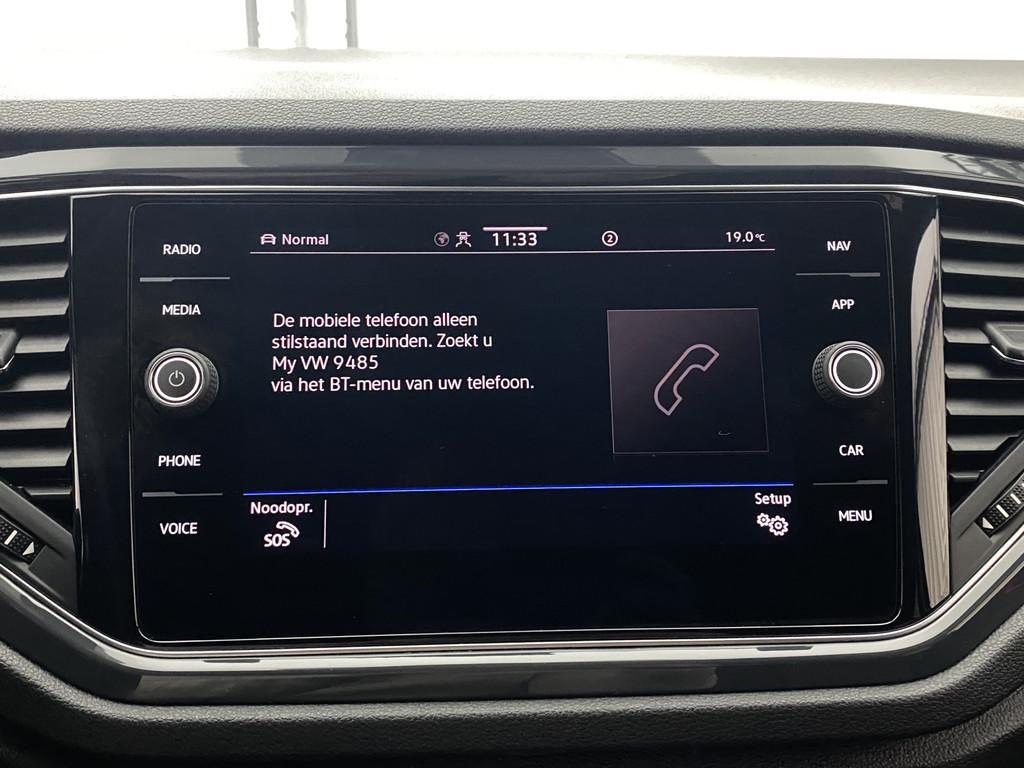 RADIO
MEDIA
PHONE
VOICE
Normal
11:33
2
19.0°C
De mobiele telefoon alleen
stilstaand verbinden. Zoekt u
My VW 9485
via het BT-menu van uw telefoon.
Noodopr.
SOS
Setup
NAV
APP
CAR
MENU